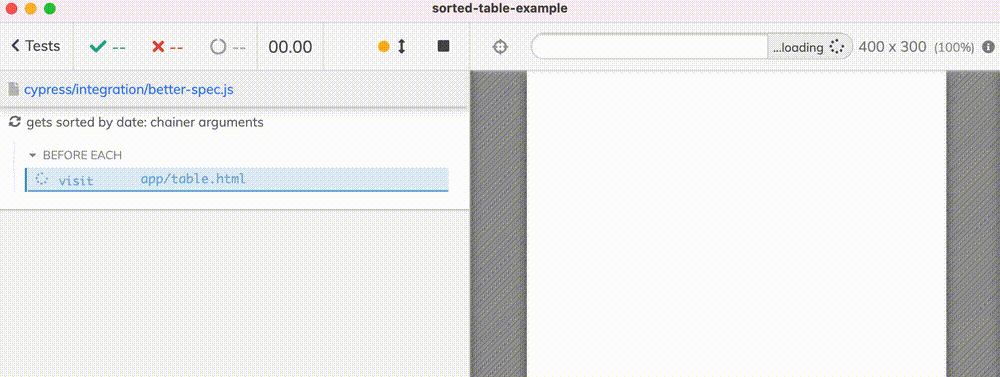 sorted-table-example
Tests -- -- -- 00.00 ...loading 400 x 300 (100%)
cypress/integration/better-spec.js
gets sorted by date: chainer arguments
BEFORE EACH
visit app/table.html